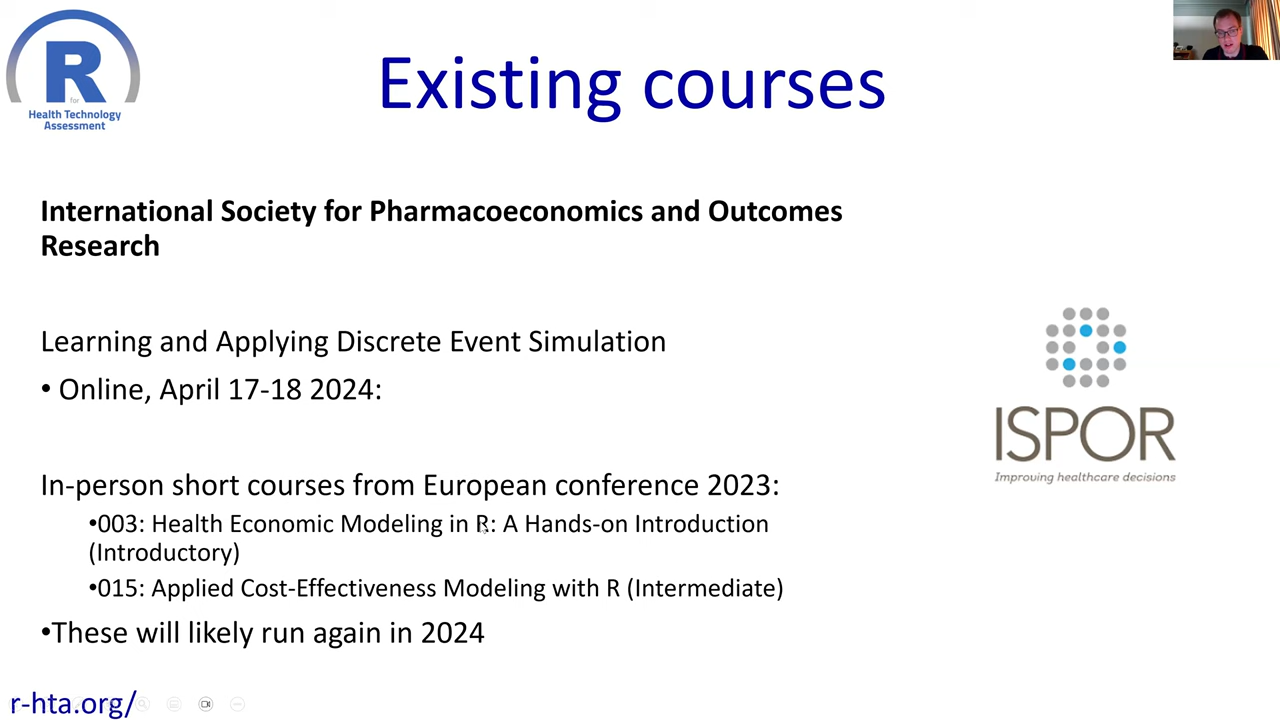 R
for
Health Technology
Assessment
Existing courses
International Society for Pharmacoeconomics and Outcomes
Research
Learning and Applying Discrete Event Simulation
• Online, April 17-18 2024:
In-person short courses from European conference 2023:
•003: Health Economic Modeling in R: A Hands-on Introduction
(Introductory)
•015: Applied Cost-Effectiveness Modeling with R (Intermediate)
•These will likely run again in 2024
ISPOR
Improving healthcare decisions
r-hta.org/